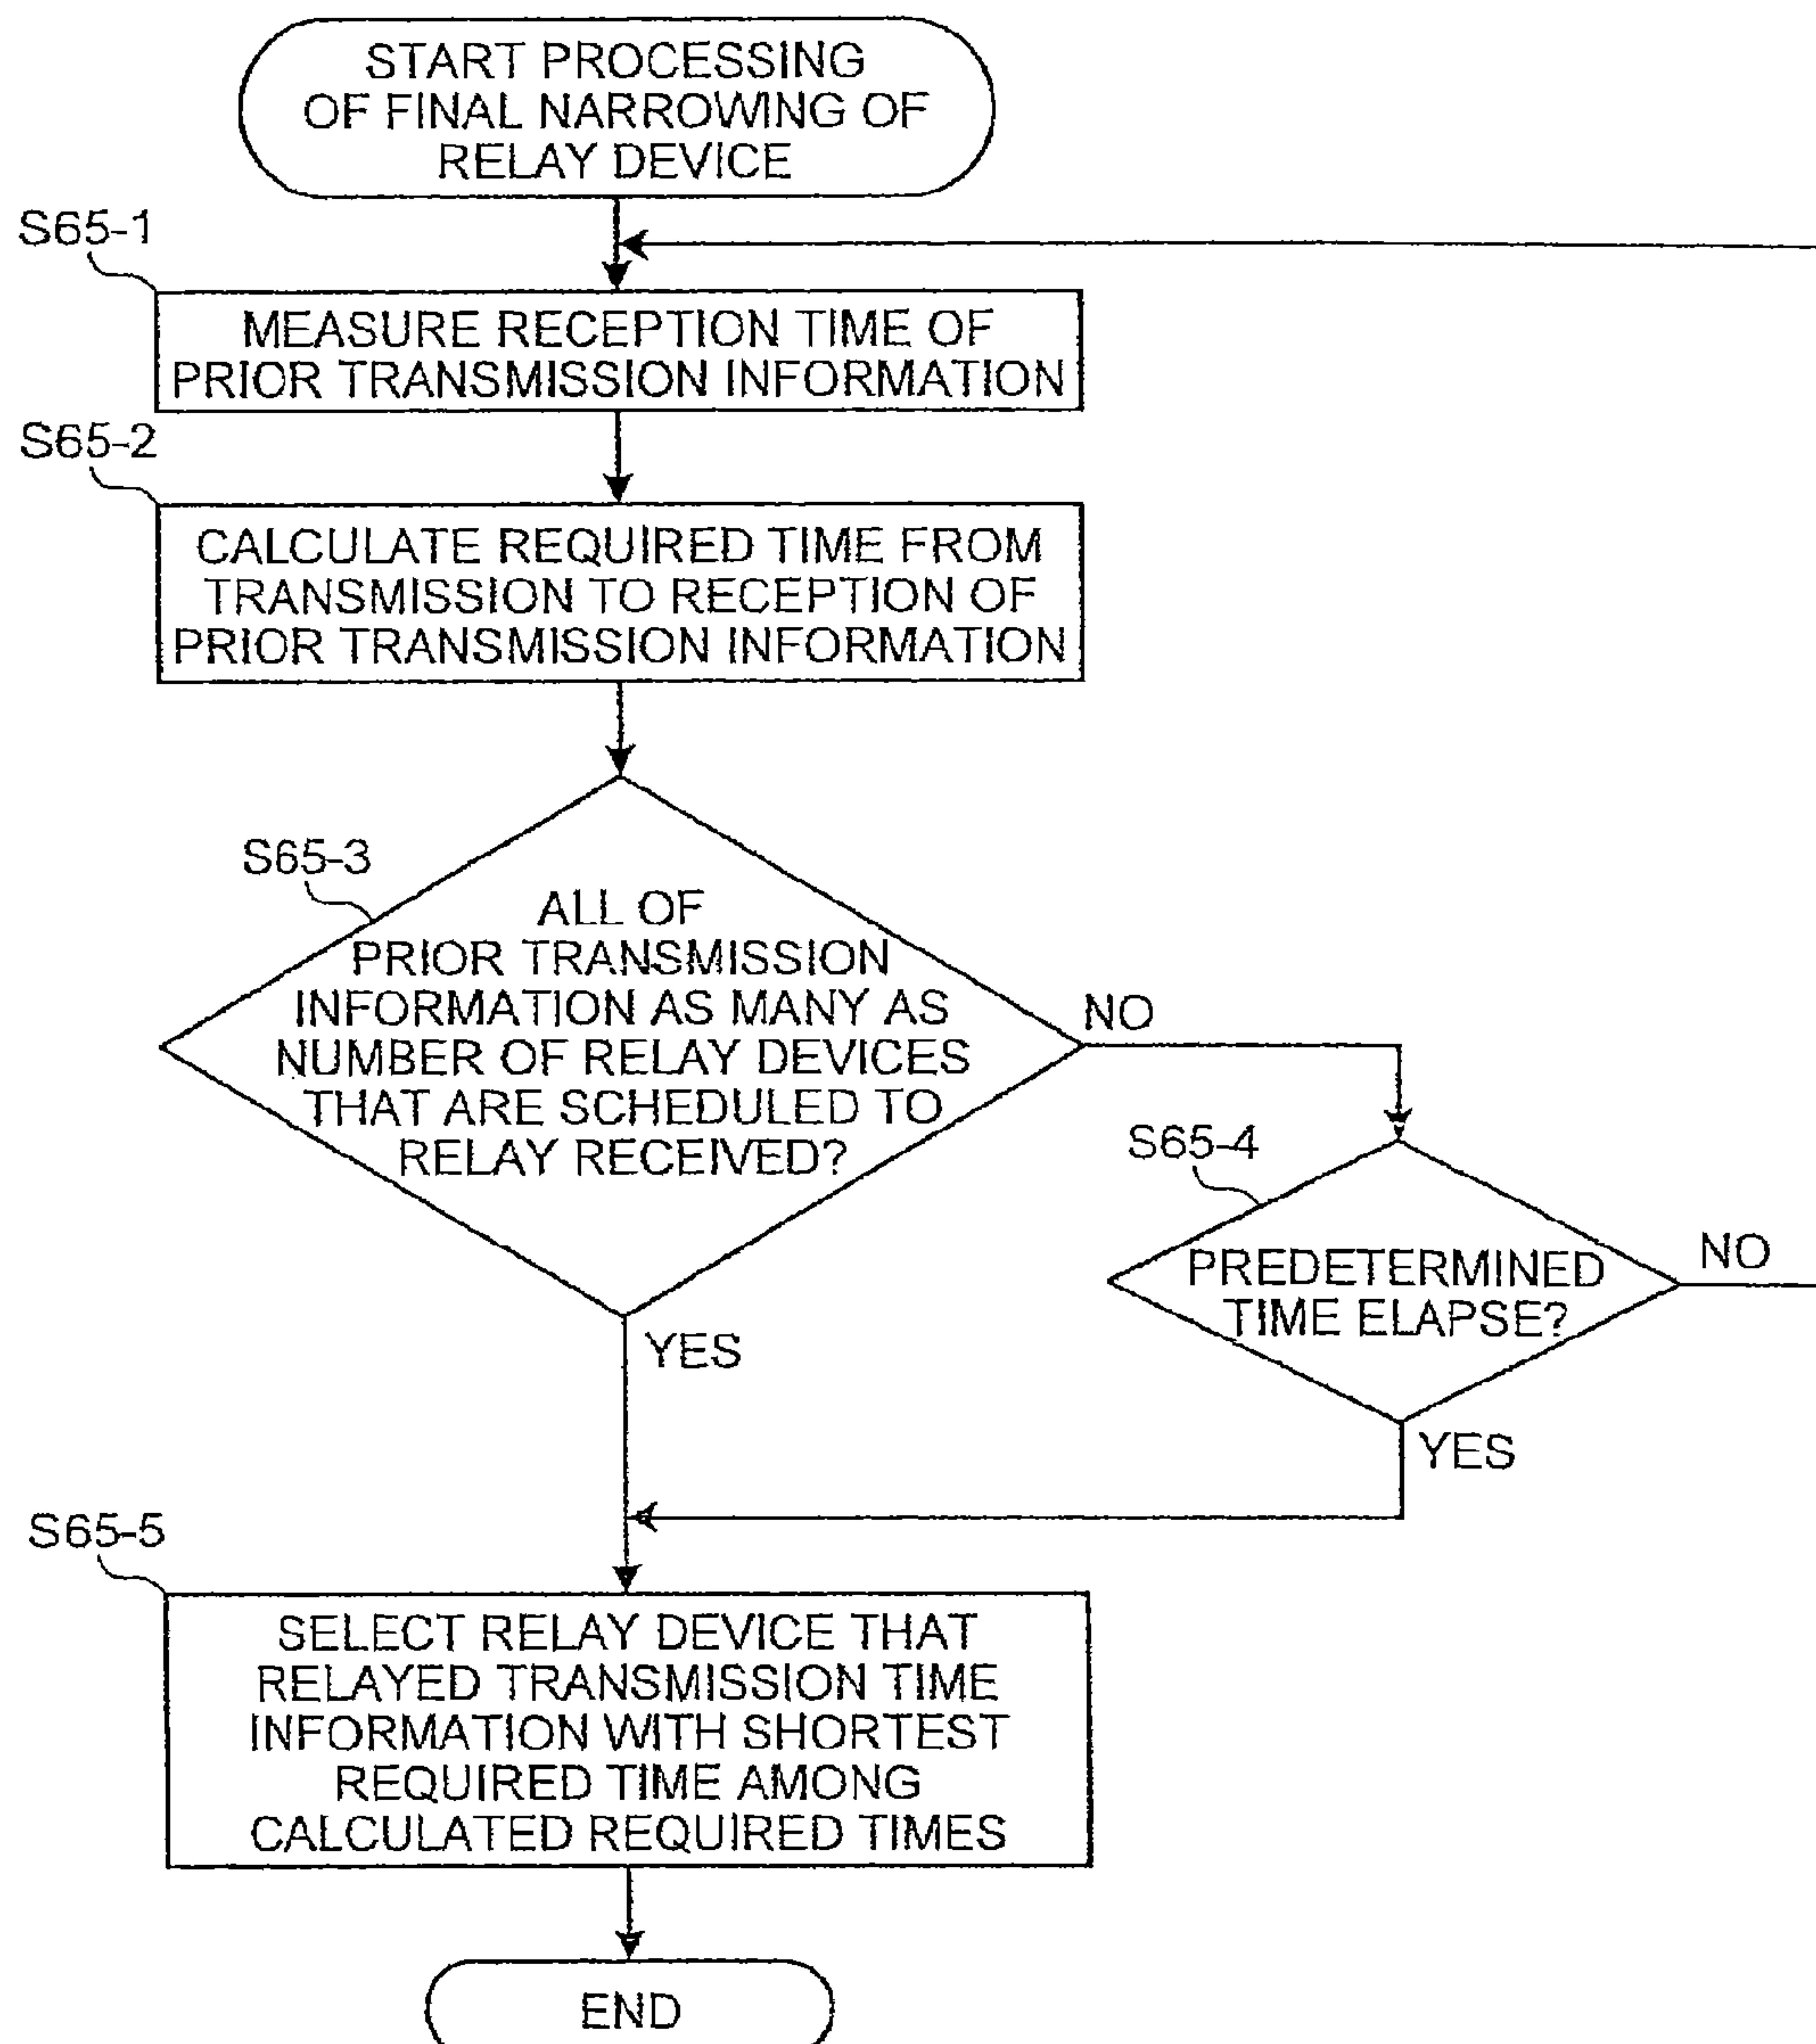 START PROCESSING
OF FINAL NARROWING OF
RELAY DEVICE
S65-1
MEASURE RECEPTION TIME OF
PRIOR TRANSMISSION INFORMATION
S65-2
CALCULATE REQUIRED TIME FROM
TRANSMISSION TO RECEPTION OF
PRIOR TRANSMISSION INFORMATION
S65-3
ALL OF
PRIOR TRANSMISSION
INFORMATION AS MANY AS
NUMBER OF RELAY DEVICES
THAT ARE SCHEDULED TO
RELAY RECEIVED?
NO
YES
S65-4
PREDETERMINED
TIME ELAPSE?
NO
YES
S65-5
SELECT RELAY DEVICE THAT
RELAYED TRANSMISSION TIME
INFORMATION WITH SHORTEST
REQUIRED TIME AMONG
CALCULATED REQUIRED TIMES
END